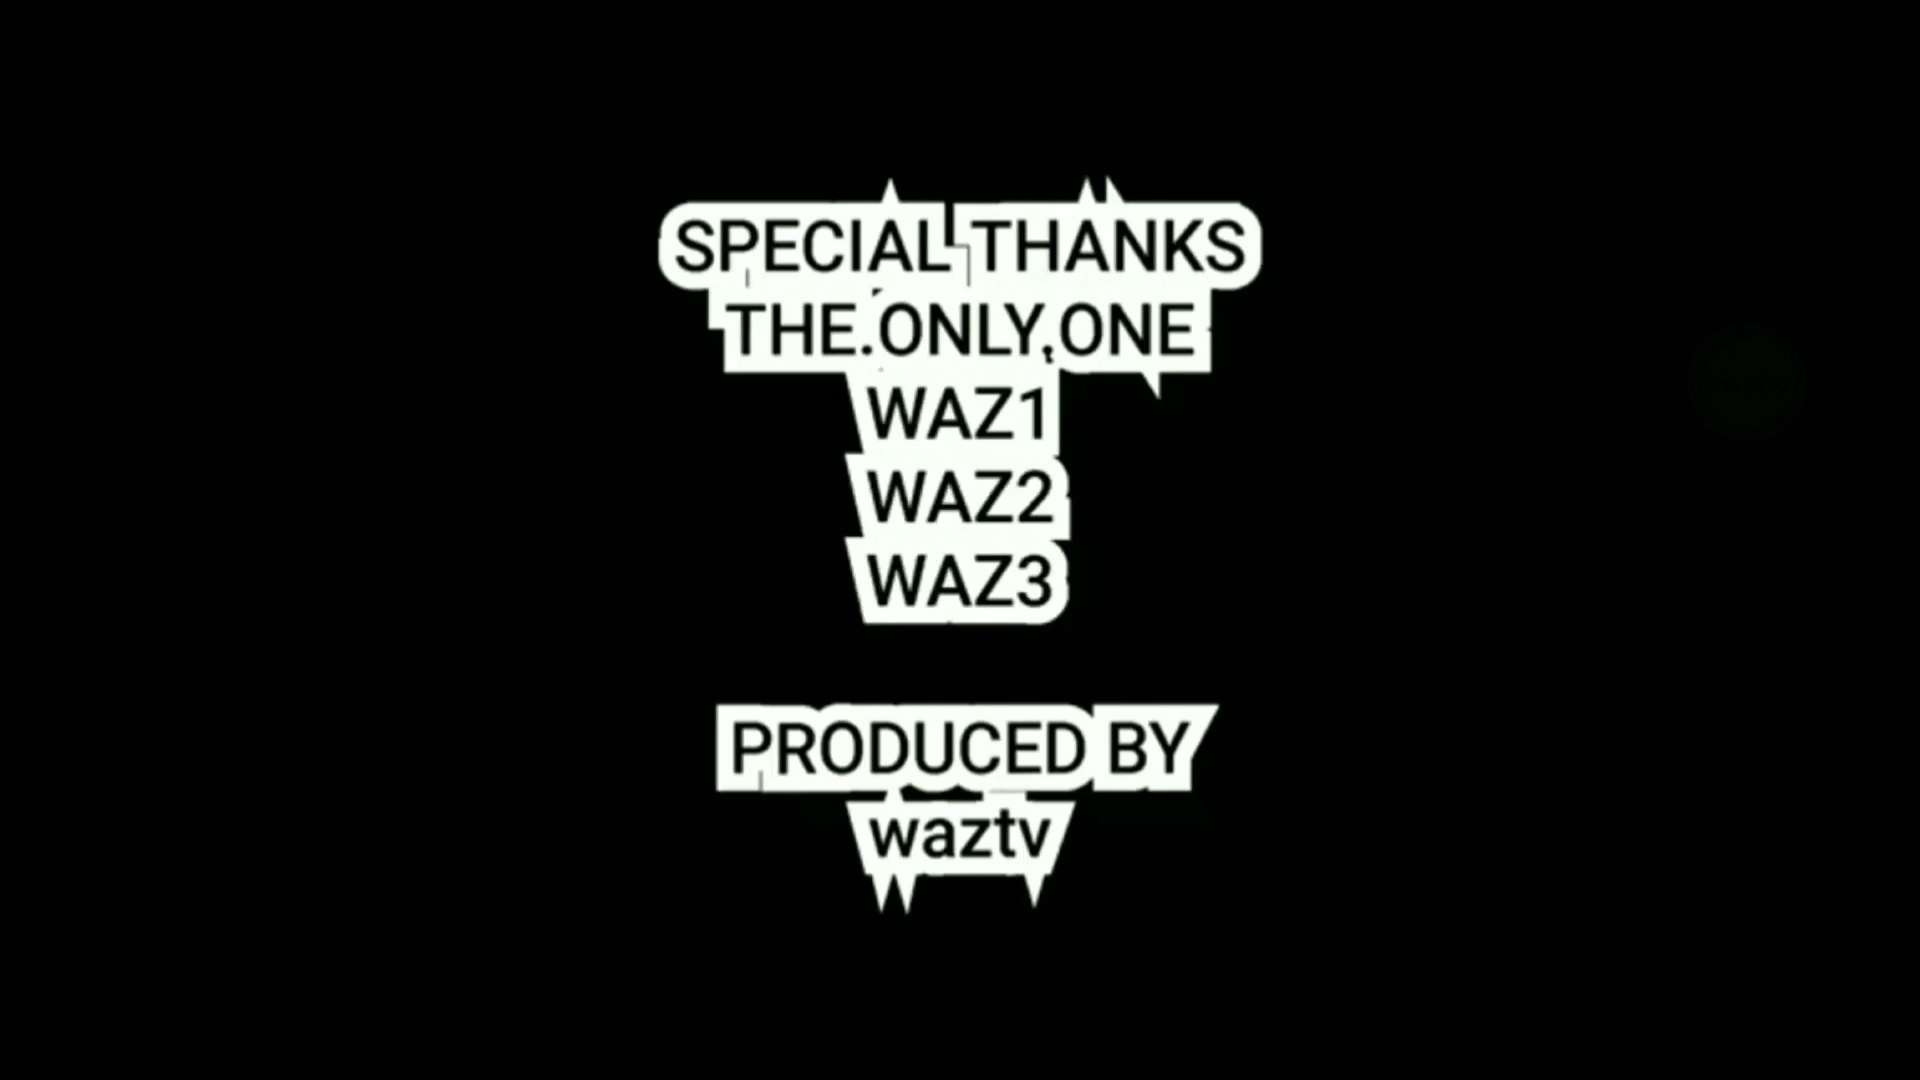 SPECIAL THANKS
THE.ONLY.ONE
WAZ1
WAZ2
WAZ3
PRODUCED BY
waztv